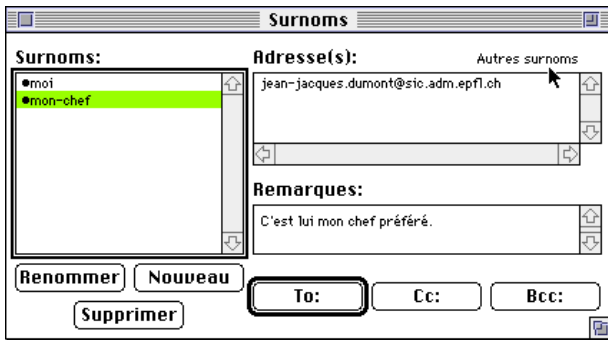 Surnoms
Surnoms:
●moi
●mon-chef
Renommer
Nouveau
Supprimer
Adresse(s):
Autres surnoms
jean-jacques.dumont@sic.adm.epfl.ch
Remarques:
C'est lui mon chef préféré.
To:
Cc:
Bcc: